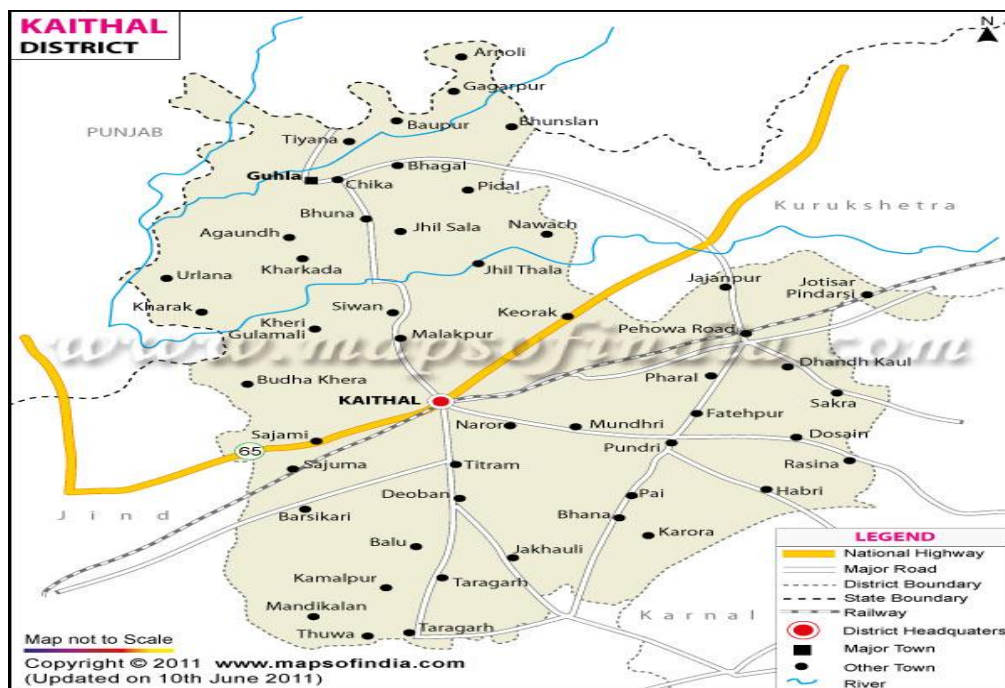 KAITHAL
DISTRICT
N
Arnoli
Gagarpur
PUNJAB
Baupur
Bhunslan
Tiyana
Bhagal
Guhla
Chika
Pidal
Kurukshetra
Bhuna
Jhil Sala
Nawach
Agaundh
Kharkada
Jhil Thala
Urlana
Jajanpur
Jotisar
Pindarsi
Kharak
Siwan
Keorak
Kheri
Gulamali
Malakpur
Pehowa Road
www.mapsofindia.com
Dhandh Kaul
Budha Khera
Pharal
KAITHAL
Sakra
Fatehpur
Naror
Mundhri
Sajami
Pundri
Dosain
65
Sajuma
Titram
Rasina
Deoban
Pai
Habri
Jind
Barsikari
Bhana
Karora
Balu
Jakhauli
Kamalpur
Taragarh
Mandikalan
Karnal
Thuwa
Taragarh
LEGEND
National Highway
Major Road
District Boundary
State Boundary
Railway
District Headquaters
Major Town
Other Town
River
Map not to Scale
Copyright © 2011 www.mapsofindia.com
(Updated on 10th June 2011)